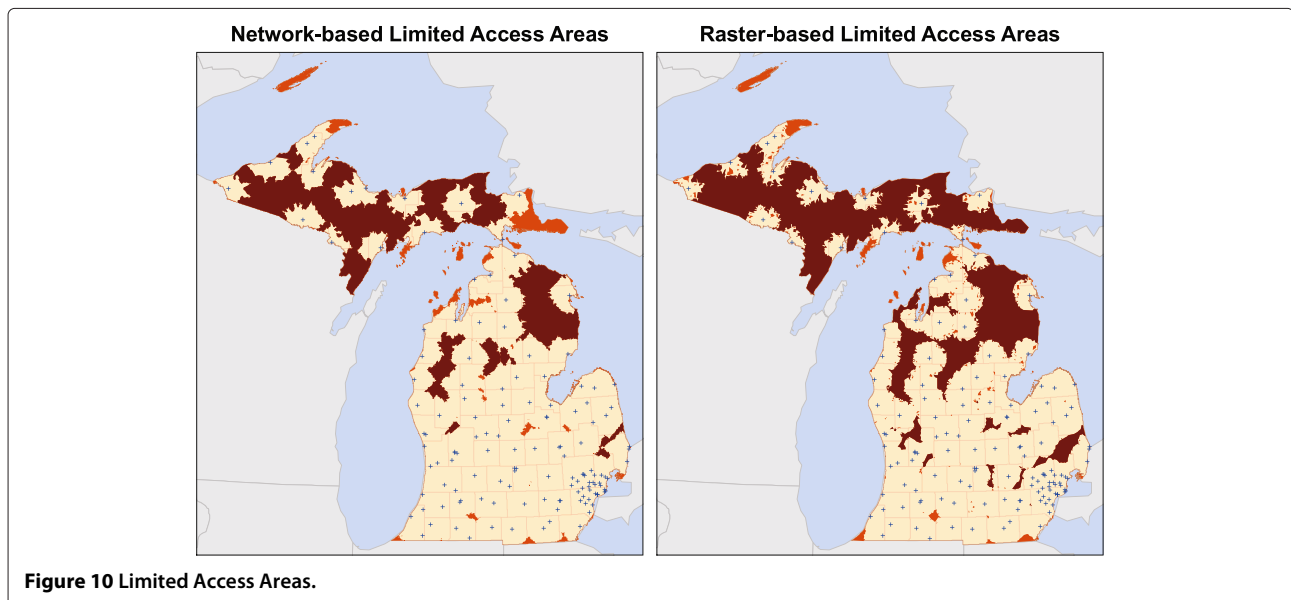 Network-based Limited Access Areas
Raster-based Limited Access Areas
Figure 10 Limited Access Areas.